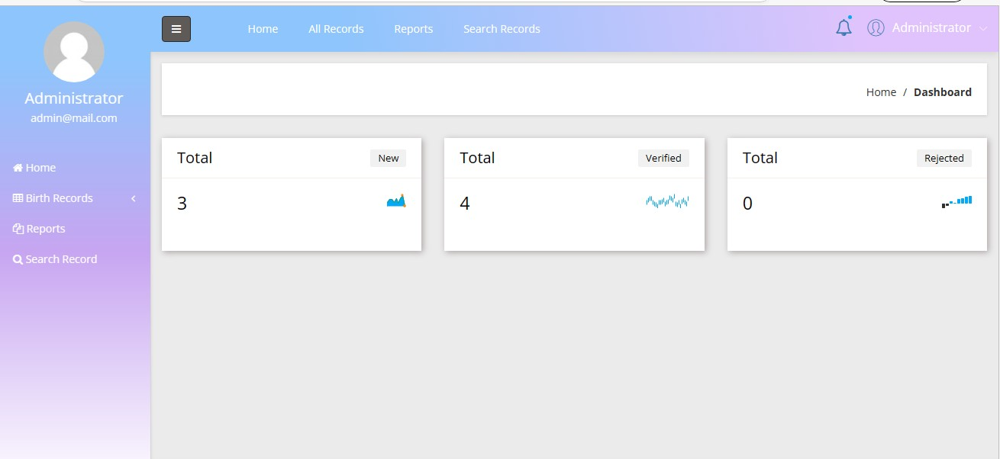 Home All Records Reports Search Records Administrator
Administrator
admin@mail.com
Home
Birth Records
Reports
Search Record
Home / Dashboard
Total New
3
Total Verified
4
Total Rejected
0